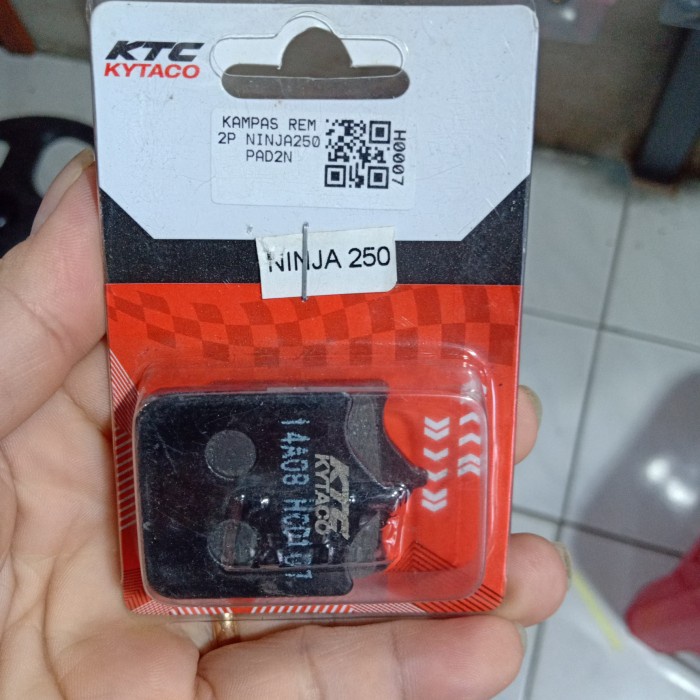 KTC
KYTACO
KAMPAS REM
2P NINJA250
PAD2N
H0007
NINJA 250
KTC
KYTACO